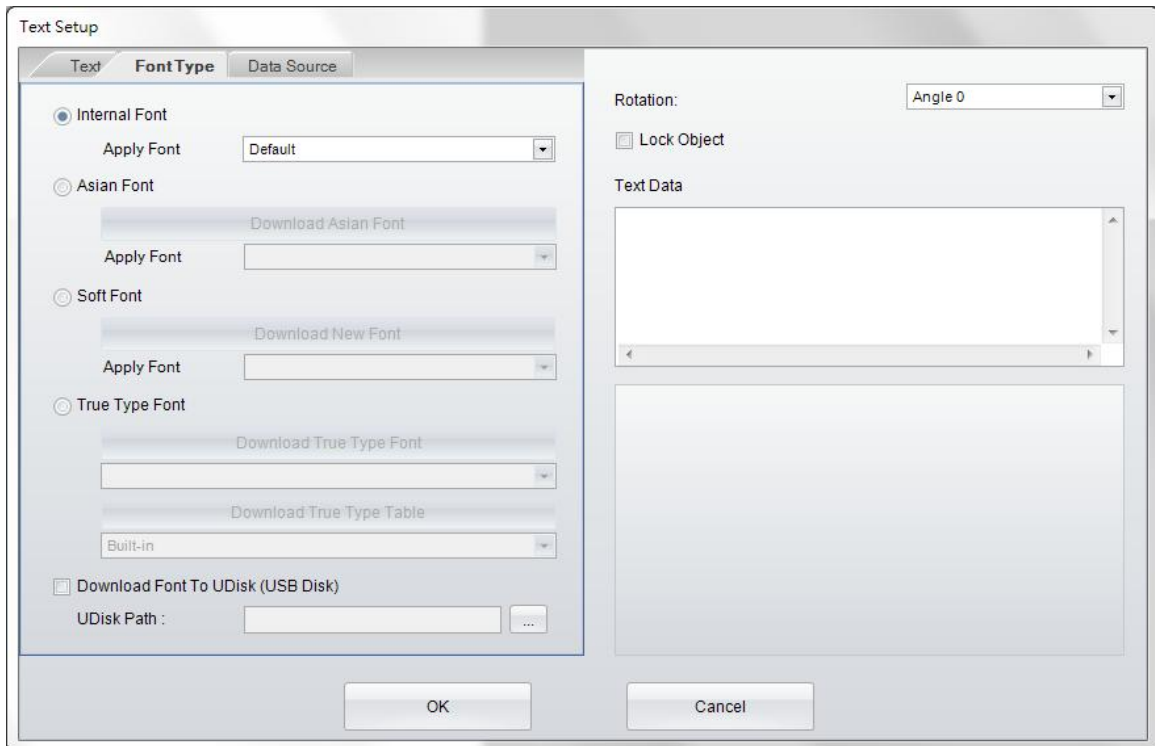 Text Setup
Text
Font Type
Data Source
Internal Font
Apply Font
Default
Asian Font
Download Asian Font
Apply Font
Soft Font
Download New Font
Apply Font
True Type Font
Download True Type Font
Download True Type Table
Built-in
Download Font To UDisk (USB Disk)
UDisk Path :
...
Rotation:
Angle 0
Lock Object
Text Data
OK
Cancel